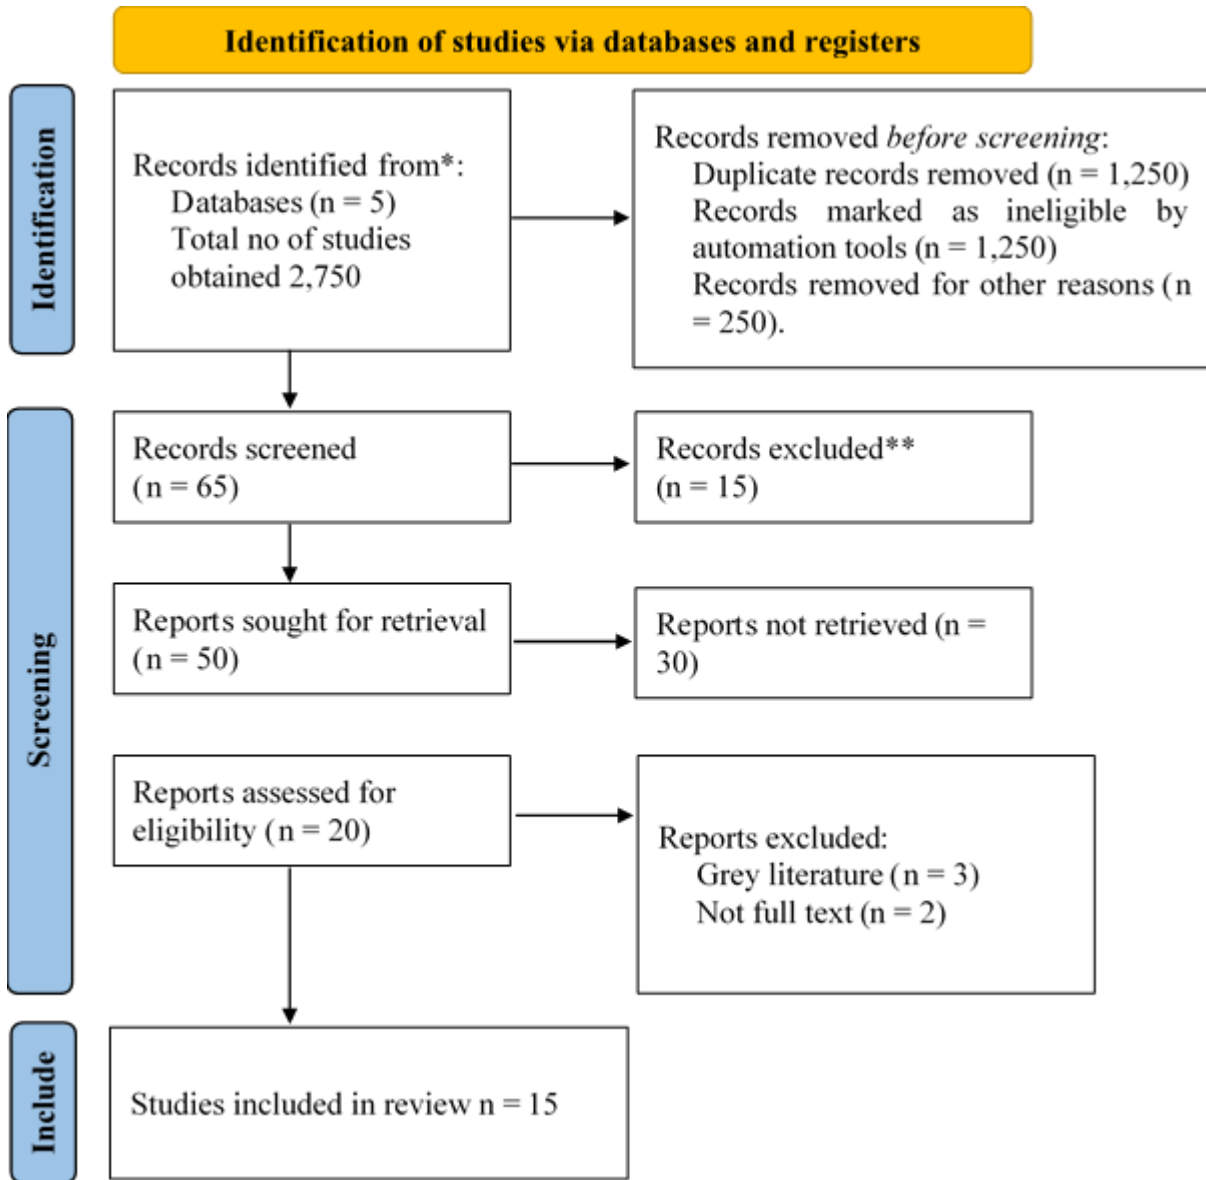 Identification of studies via databases and registers
Identification
Records identified from*:
Databases (n = 5)
Total no of studies
obtained 2,750
Records removed before screening:
Duplicate records removed (n = 1,250)
Records marked as ineligible by
automation tools (n = 1,250)
Records removed for other reasons (n
= 250).
Screening
Records screened
(n = 65)
Records excluded**
(n = 15)
Reports sought for retrieval
(n = 50)
Reports not retrieved (n =
30)
Reports assessed for
eligibility (n = 20)
Reports excluded:
Grey literature (n = 3)
Not full text (n = 2)
Include
Studies included in review n = 15